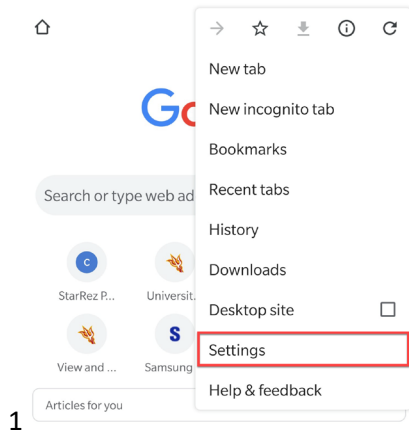 Go
New tab
New incognito tab
Bookmarks
Search or type web ad
Recent tabs
History
c
Downloads
StarRez P...
Universit
Desktop site
S
Settings
View and ...
Samsung
Help & feedback
Articles for you
1